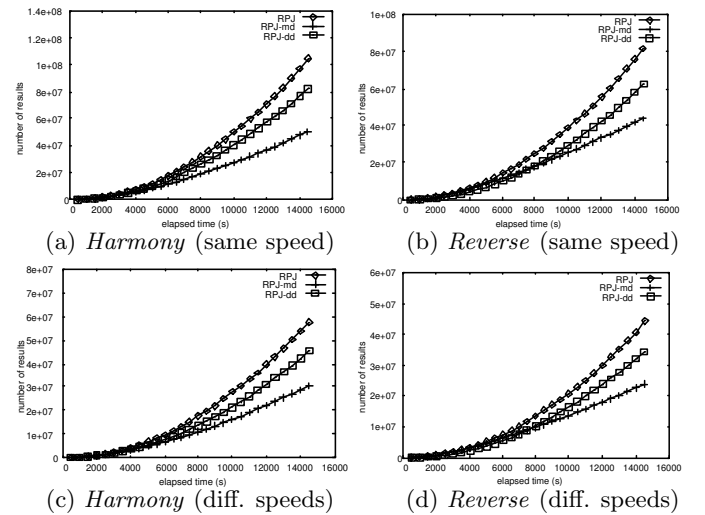 1.4e+08
1.2e+08
1e+08
8e+07
6e+07
4e+07
2e+07
0
number of results
RPJ
RPJ-md
RPJ-dd
0 2000 4000 6000 8000 10000 12000 14000 16000
elapsed time (s)
(a) Harmony (same speed)
1e+08
8e+07
6e+07
4e+07
2e+07
0
number of results
RPJ
RPJ-md
RPJ-dd
0 2000 4000 6000 8000 10000 12000 14000 16000
elapsed time (s)
(b) Reverse (same speed)
8e+07
7e+07
6e+07
5e+07
4e+07
3e+07
2e+07
1e+07
0
number of results
RPJ
RPJ-md
RPJ-dd
0 2000 4000 6000 8000 10000 12000 14000 16000
elapsed time (s)
(c) Harmony (diff. speeds)
6e+07
5e+07
4e+07
3e+07
2e+07
1e+07
0
number of results
RPJ
RPJ-md
RPJ-dd
0 2000 4000 6000 8000 10000 12000 14000 16000
elapsed time (s)
(d) Reverse (diff. speeds)